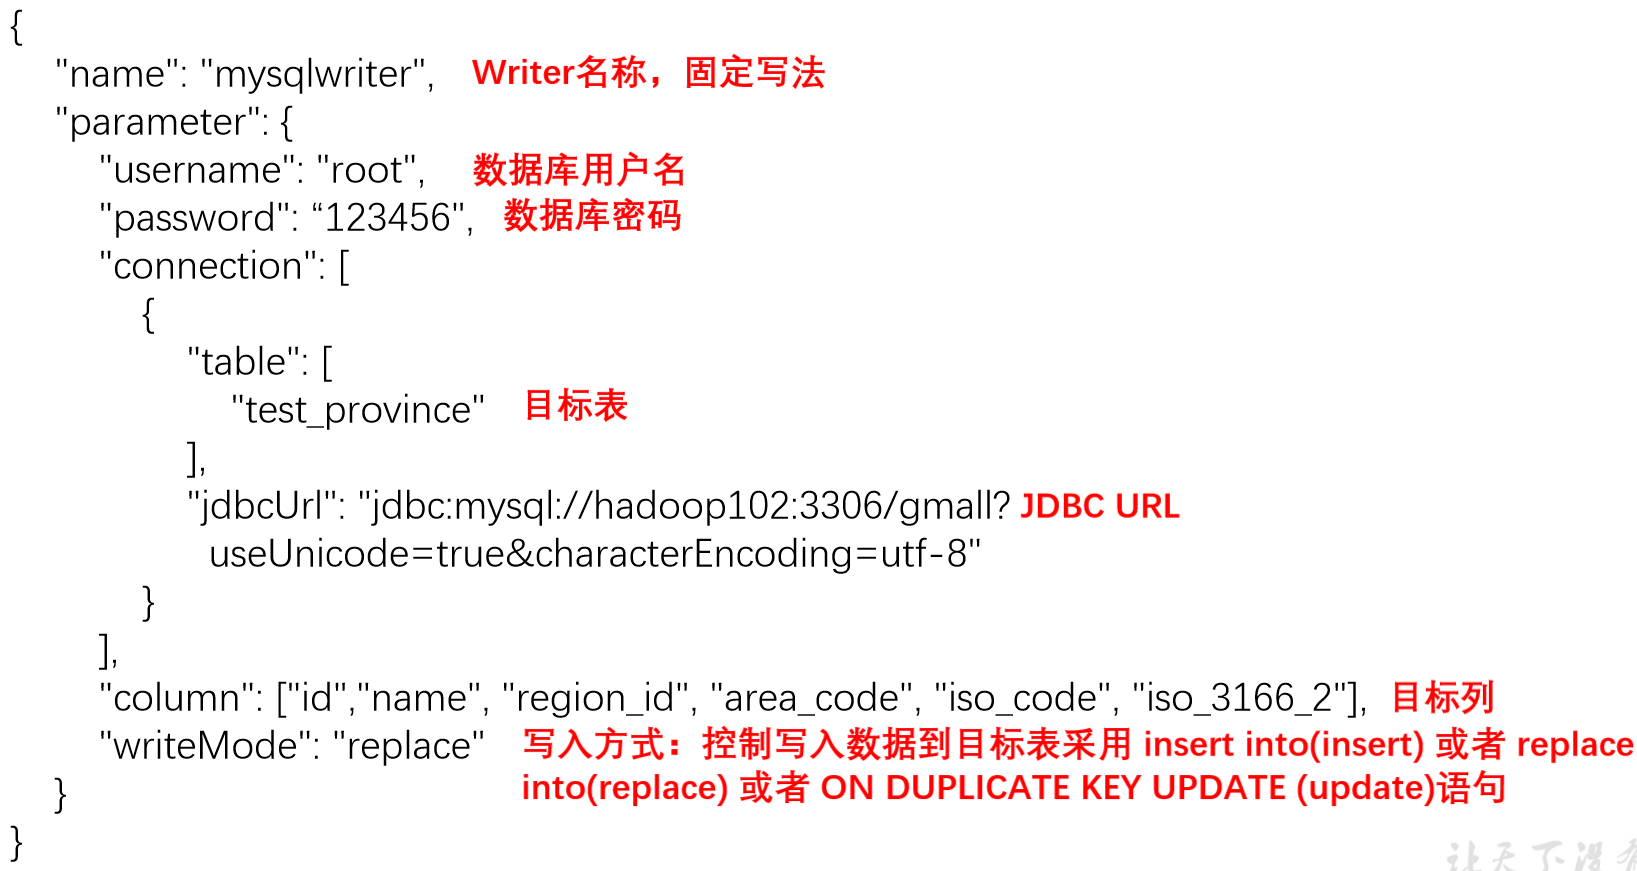 {
"name": "mysqlwriter", Writer名称，固定写法
"parameter": {
"username": "root", 数据库用户名
"password": “123456", 数据库密码
"connection": [
{
"table": [
"test_province" 目标表
],
"jdbcUrl": "jdbc:mysql://hadoop102:3306/gmall? JDBC URL
useUnicode=true&characterEncoding=utf-8"
}
],
"column": ["id","name", "region_id", "area_code", "iso_code", "iso_3166_2"], 目标列
"writeMode": "replace" 写入方式：控制写入数据到目标表采用 insert into(insert) 或者 replace
into(replace) 或者 ON DUPLICATE KEY UPDATE (update)语句
}
}
让天下没